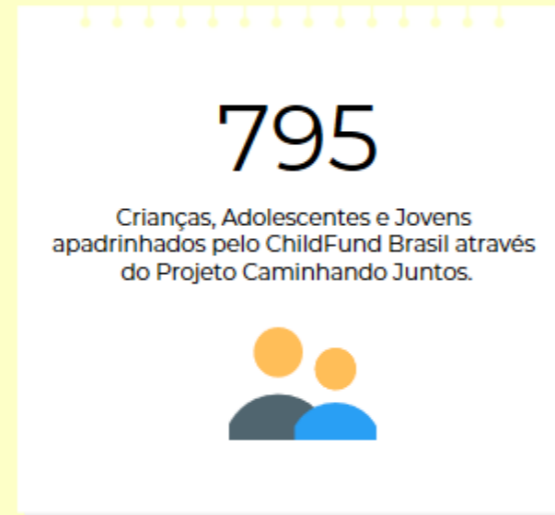 795
Crianças, Adolescentes e Jovens
apadrinhados pelo ChildFund Brasil através
do Projeto Caminhando Juntos.